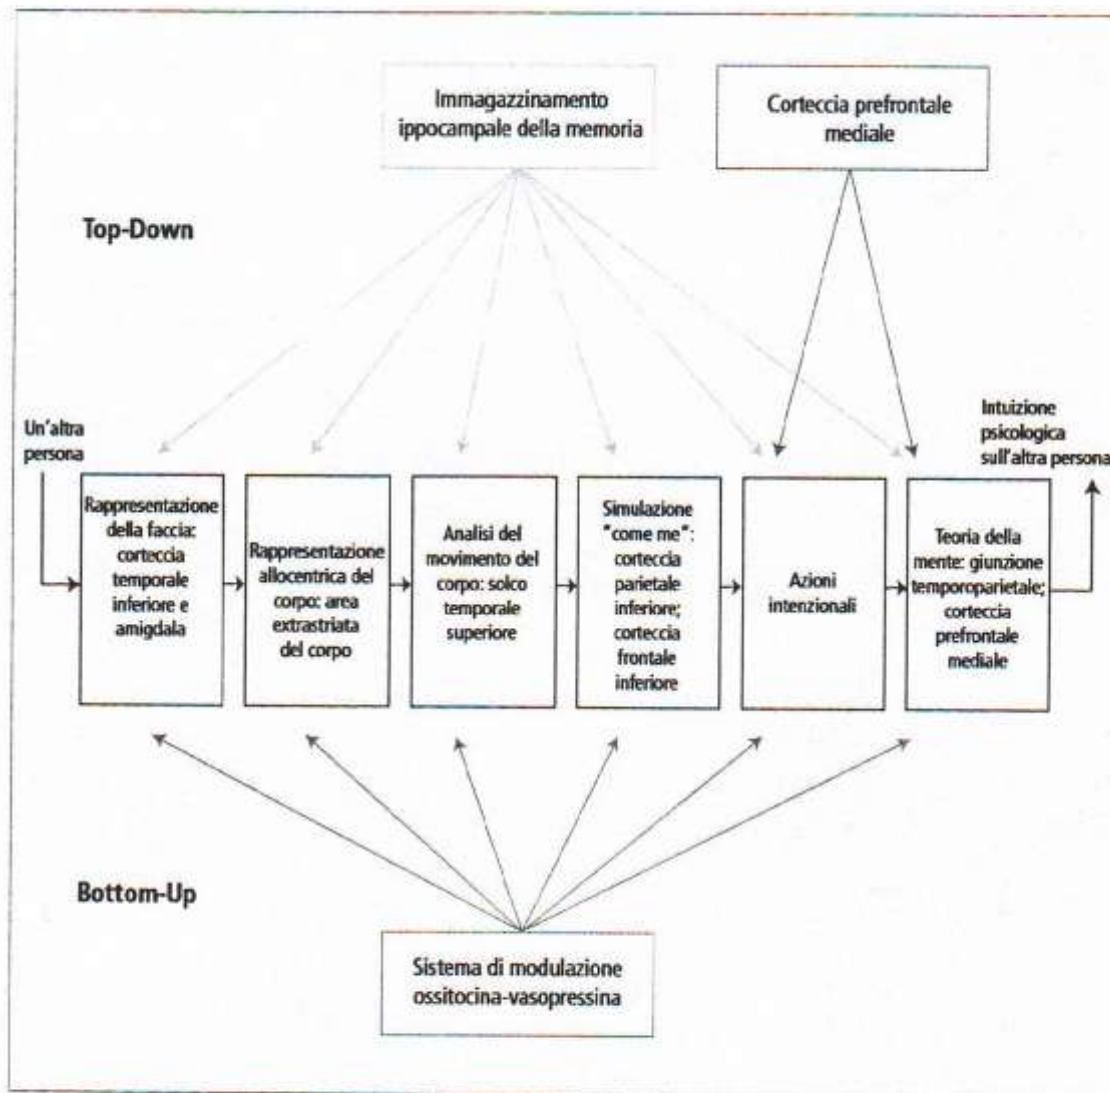 Immagazzinamento
ippocampale della memoria
Corteccia prefrontale
mediale
Top-Down
Un'altra
persona
Intuizione
psicologica
sull'altra persona
Rappresentazione
della faccia:
corteccia
temporale
inferiore e
amigdala
Rappresentazione
allocentrica del
corpo: area
extrastriata
del corpo
Analisi del
movimento del
corpo: solco
temporale
superiore
Simulazione
"come me":
corteccia
parietale
inferiore;
corteccia
frontale
inferiore
Azioni
intenzionali
Teoria della
mente: giunzione
temporoparietale;
corteccia
prefrontale
mediale
Bottom-Up
Sistema di modulazione
ossitocina-vasopressina